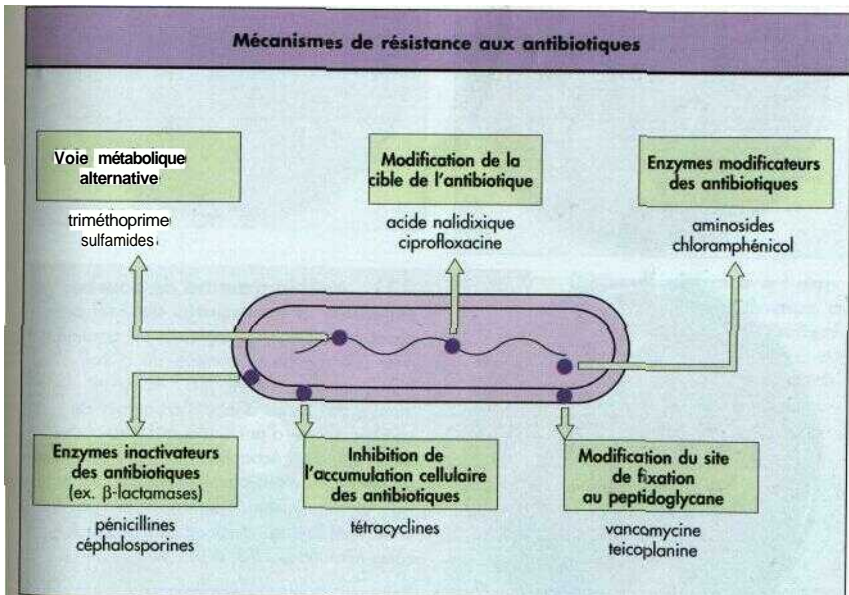 Mécanismes de résistance aux antibiotiques
Voie métabolique
alternative
triméthoprime
sulfamides
Modification de la
cible de l'antibiotique
acide nalidixique
ciprofloxacine
Enzymes modificateurs
des antibiotiques
aminosides
chloramphénicol
Enzymes inactivateurs
des antibiotiques
(ex. β-lactamases)
pénicillines
céphalosporines
Inhibition de
l'accumulation cellulaire
des antibiotiques
tétracyclines
Modification du site
de fixation
au peptidoglycane
vancomycine
teicoplanine